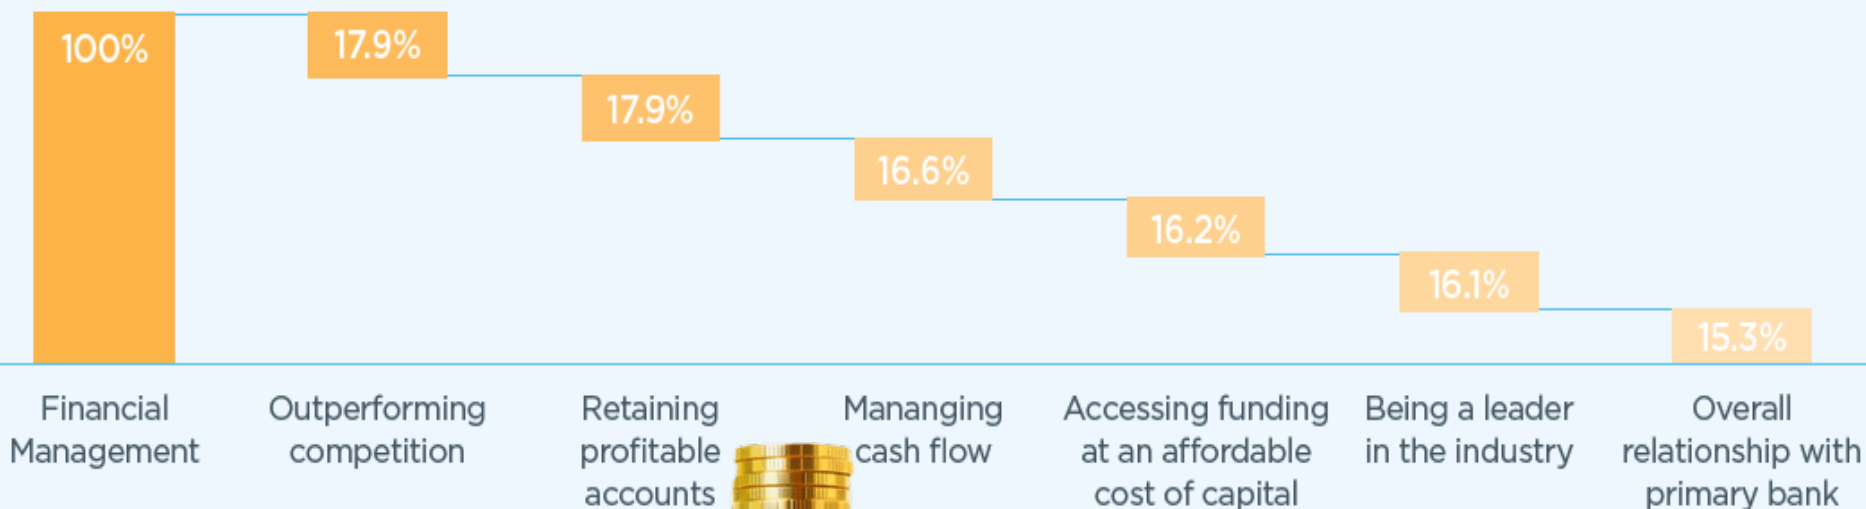 100%
17.9%
17.9%
16.6%
16.2%
16.1%
15.3%
Financial
Management
Outperforming
competition
Retaining
profitable
accounts
Mananging
cash flow
Accessing funding
at an affordable
cost of capital
Being a leader
in the industry
Overall
relationship with
primary bank